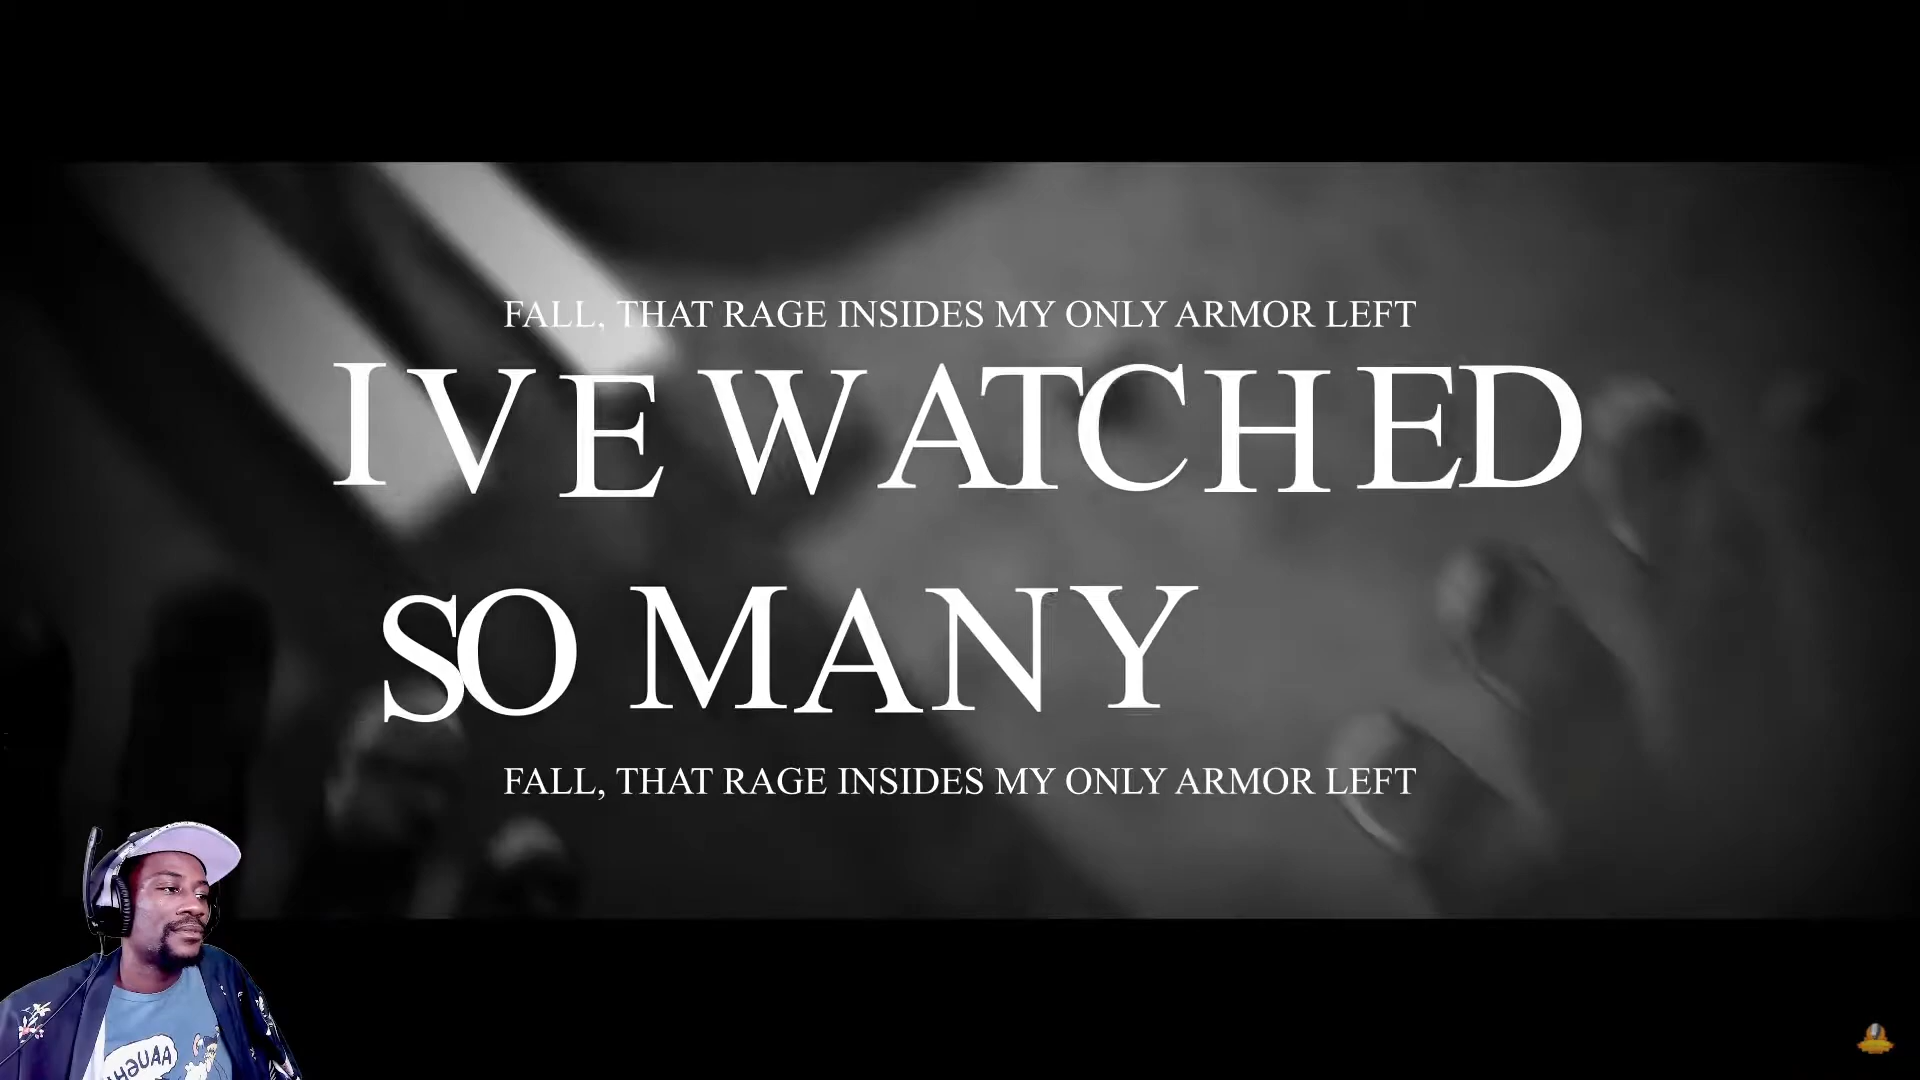 FALL, THAT RAGE INSIDES MY ONLY ARMOR LEFT
IVE WATCHED
SO MANY
FALL, THAT RAGE INSIDES MY ONLY ARMOR LEFT